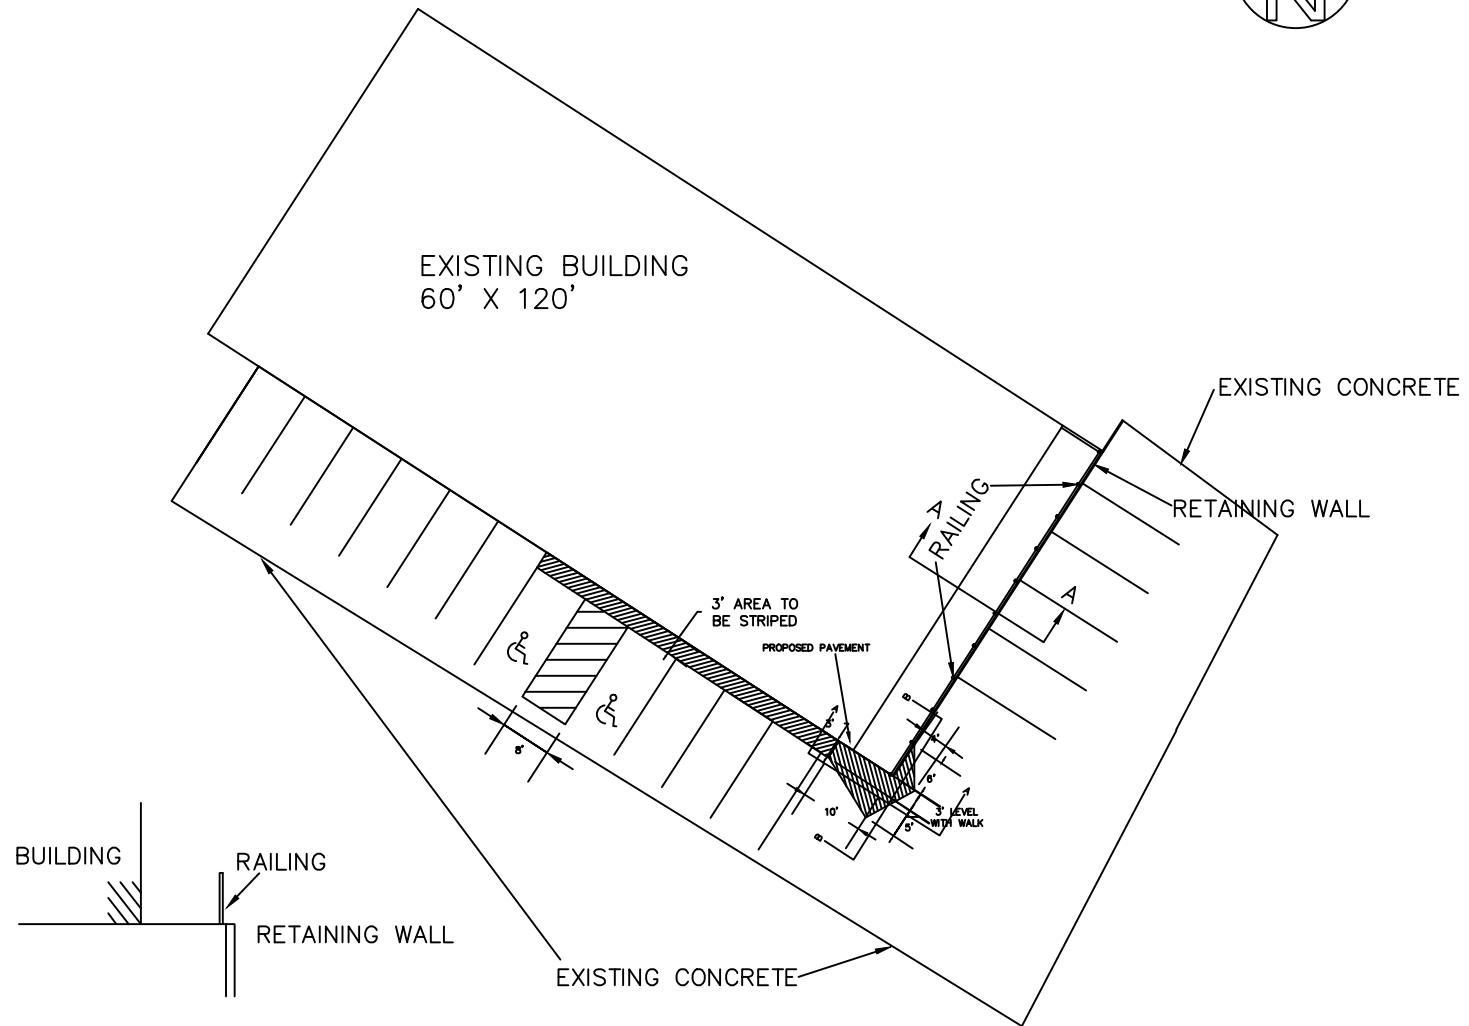 N
EXISTING BUILDING
60' X 120'
EXISTING CONCRETE
RETAINING WALL
RAILING
A
A
3' AREA TO
BE STRIPED
PROPOSED PAVEMENT
B
A
3'
8'
6'
10'
A
3' LEVEL
WITH WALK
5'
B
BUILDING
RAILING
RETAINING WALL
EXISTING CONCRETE